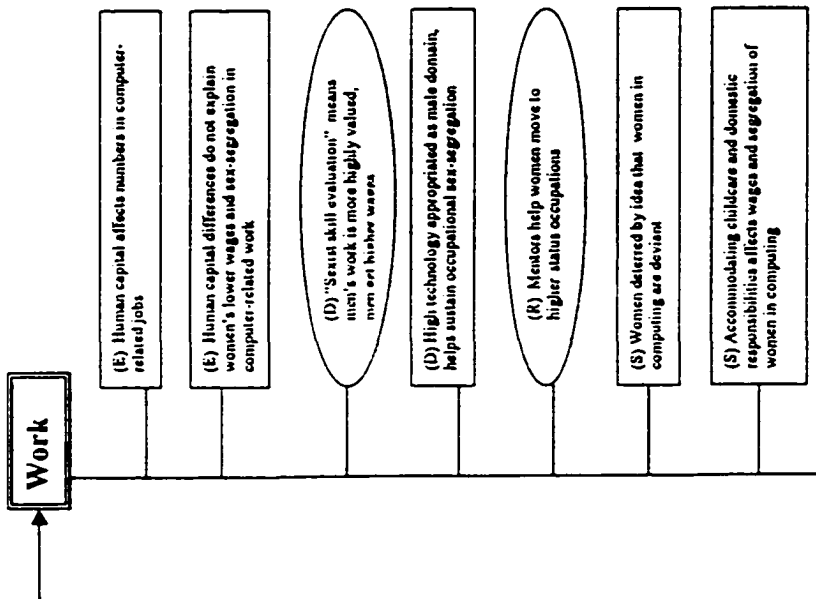 Work
(E) Human capital affects numbers in computer-
related jobs
(E) Human capital differences do not explain
women's lower wages and sex-segregation in
computer-related work
(D) "Sexist skill evaluation" means
men's work is more highly valued,
men get higher wages
(D) High technology appropriated as male domain,
helps sustain occupational sex-segregation
(R) Mentors help women move to
higher status occupations
(S) Women deterred by idea that women in
computing are deviant
(S) Accommodating childcare and domestic
responsibilities affects wages and segregation of
women in computing